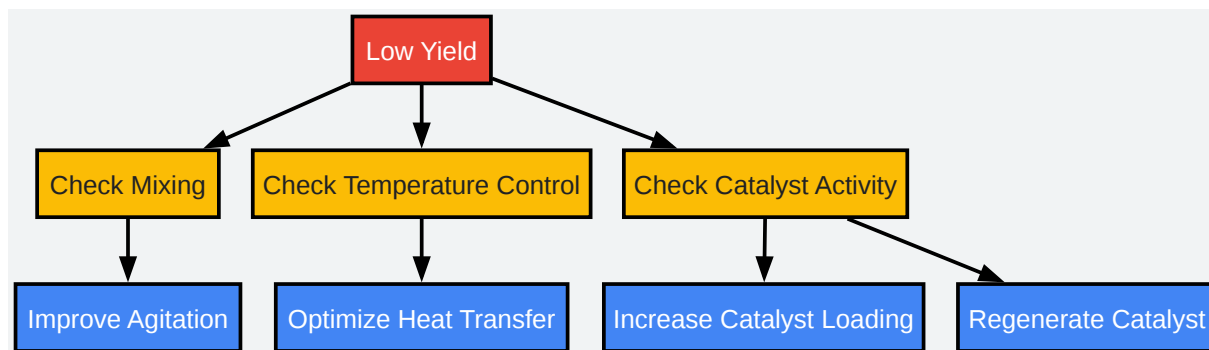 Low Yield
Check Mixing
Check Temperature Control
Check Catalyst Activity
Improve Agitation
Optimize Heat Transfer
Increase Catalyst Loading
Regenerate Catalyst